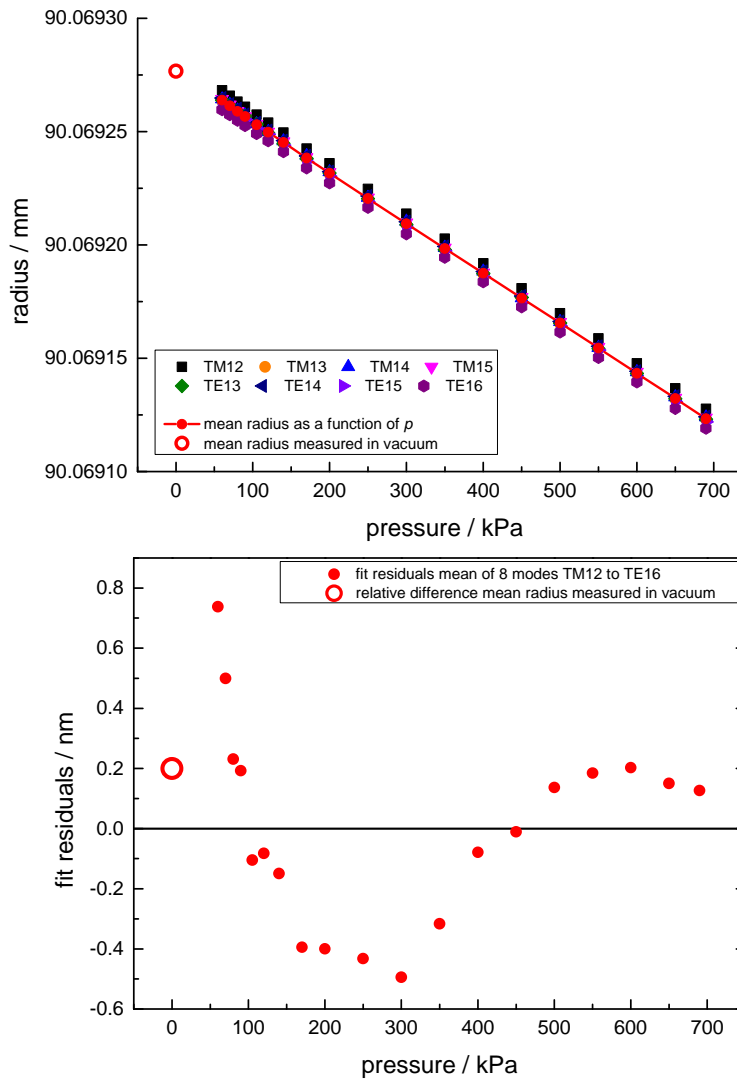 90.06930
90.06925
90.06920
90.06915
90.06910
radius / mm
TM12 TM13 TM14 TM15
TE13 TE14 TE15 TE16
mean radius as a function of p
mean radius measured in vacuum
0 100 200 300 400 500 600 700
pressure / kPa
0.8
0.6
0.4
0.2
0.0
-0.2
-0.4
-0.6
fit residuals / nm
fit residuals mean of 8 modes TM12 to TE16
relative difference mean radius measured in vacuum
0 100 200 300 400 500 600 700
pressure / kPa